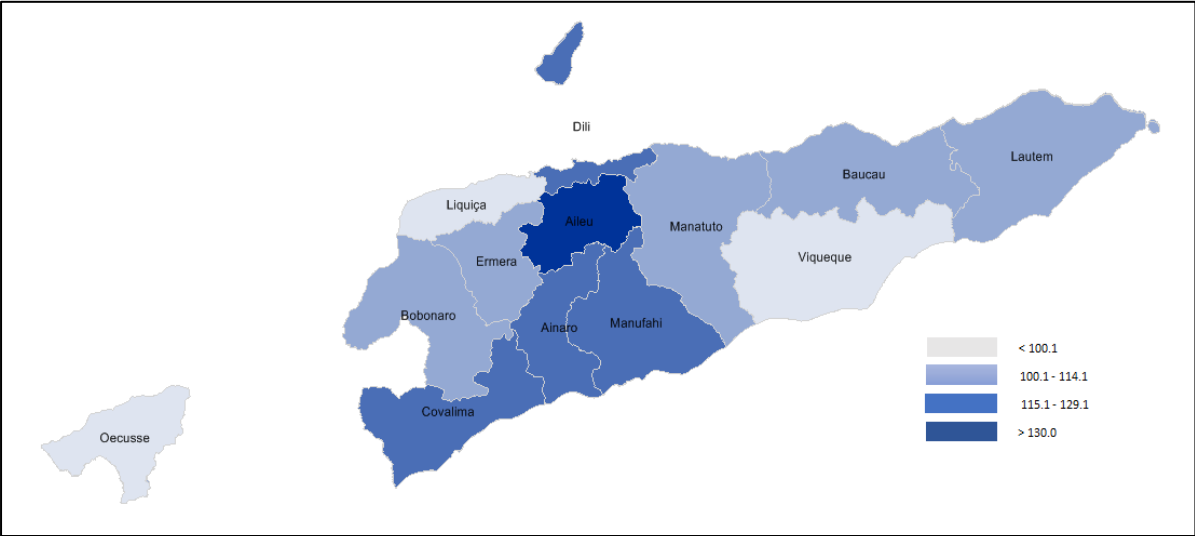 Dili
Lautem
Baucau
Liquiça
Aileu
Manatuto
Viqueque
Ermera
Bobonaro
Ainaro
Manufahi
Covalima
Oecusse
< 100.1
100.1 - 114.1
115.1 - 129.1
> 130.0